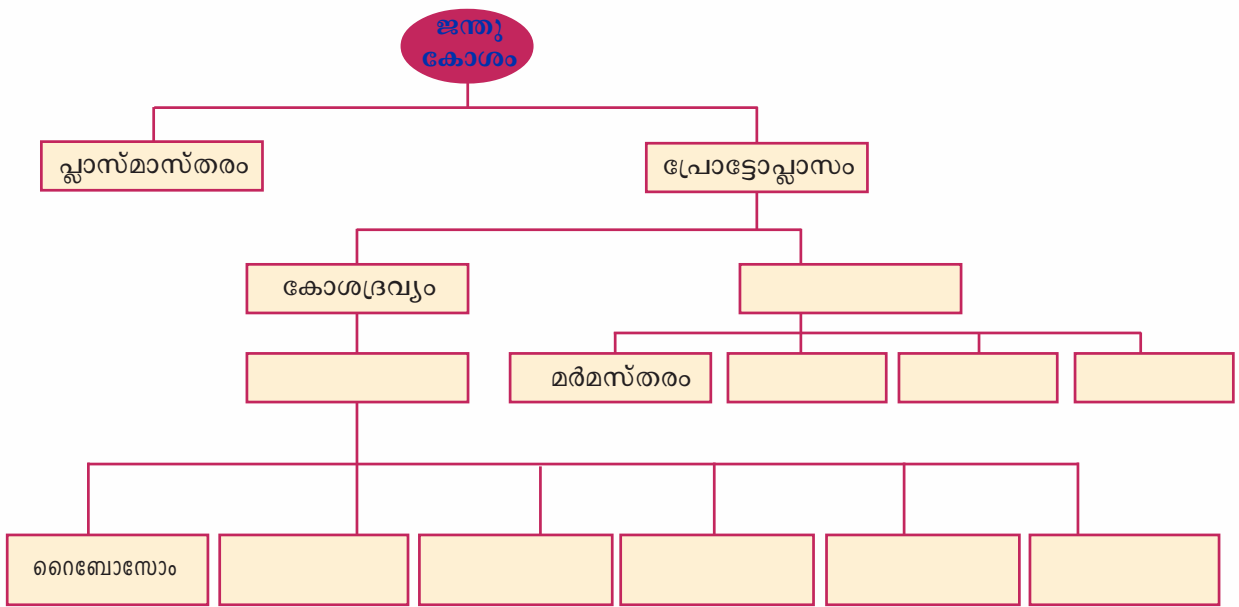 ജന്തു
കോശം
പ്ലാസ്മാസ്തരം
പ്രോട്ടോപ്ലാസം
കോശദ്രവ്യം
മർമസ്തരം
റൈബോസോം